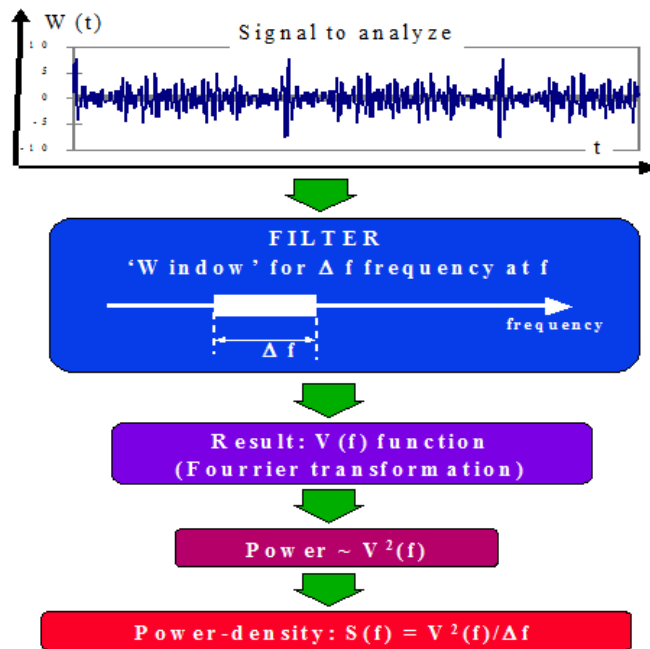 W (t)
Signal to analyze
10
5
0
-5
-10
t
FILTER
‘Window’ for Δf frequency at f
frequency
Δf
Result: V(f) function
(Fourrier transformation)
Power ~ V²(f)
Power-density: S(f) = V²(f)/Δf